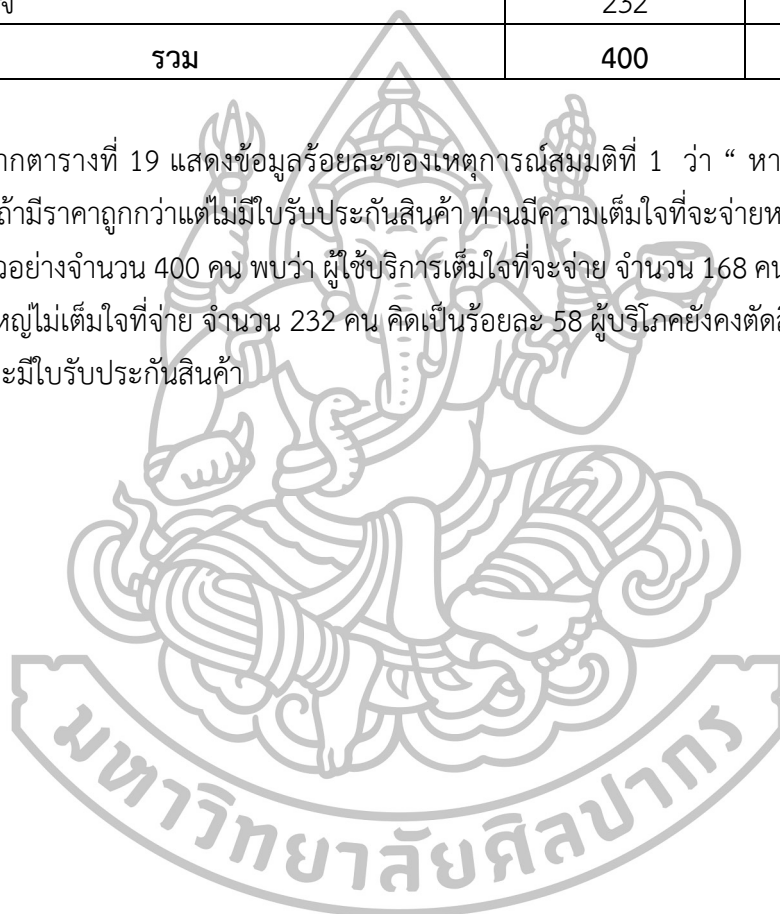 จ 232
รวม 400
ากตารางที่ 19 แสดงข้อมูลร้อยละของเหตุการณ์สมมติที่ 1 ว่า “ หา
ถ้ามีราคาถูกกว่าแต่ไม่มีใบรับประกันสินค้า ท่านมีความเต็มใจที่จะจ่ายห
วอย่างจำนวน 400 คน พบว่า ผู้ใช้บริการเต็มใจที่จะจ่าย จำนวน 168 คน
หญ่ไม่เต็มใจที่จ่าย จำนวน 232 คน คิดเป็นร้อยละ 58 ผู้บริโภคยังคงตัดสิ
ะมีใบรับประกันสินค้า
มหาวิทยาลัยศิลปากร